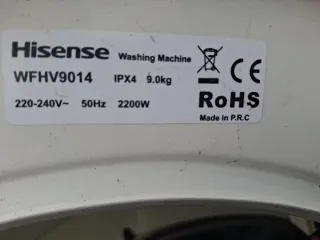 Hisense Washing Machine
WFHV9014 IPX4 9.0kg
220-240V~ 50Hz 2200W
CE
RoHS
Made in P.R.C